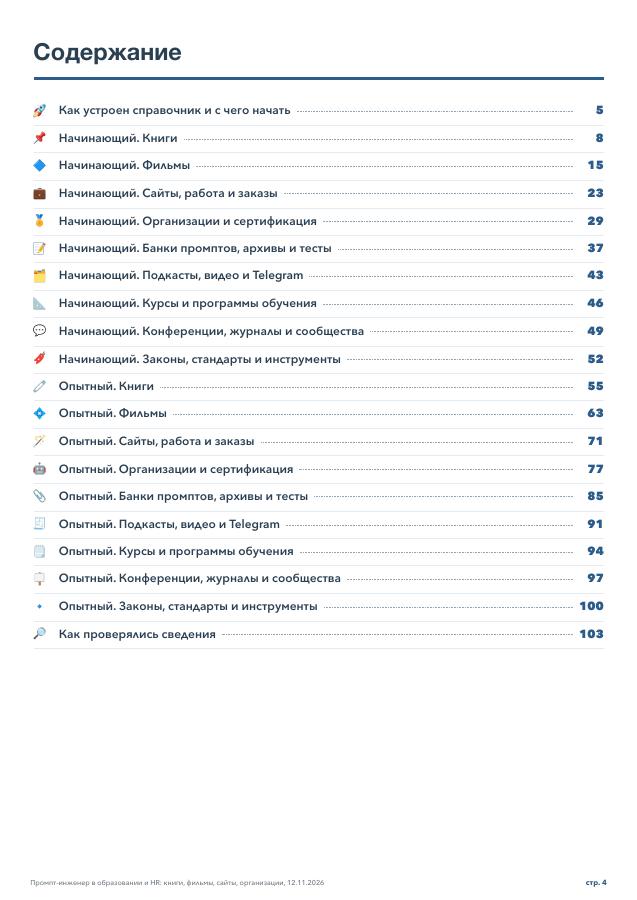 Содержание
Как устроен справочник и с чего начать 5
Начинающий. Книги 8
Начинающий. Фильмы 15
Начинающий. Сайты, работа и заказы 23
Начинающий. Организации и сертификация 29
Начинающий. Банки промптов, архивы и тесты 37
Начинающий. Подкасты, видео и Telegram 43
Начинающий. Курсы и программы обучения 46
Начинающий. Конференции, журналы и сообщества 49
Начинающий. Законы, стандарты и инструменты 52
Опытный. Книги 55
Опытный. Фильмы 63
Опытный. Сайты, работа и заказы 71
Опытный. Организации и сертификация 77
Опытный. Банки промптов, архивы и тесты 85
Опытный. Подкасты, видео и Telegram 91
Опытный. Курсы и программы обучения 94
Опытный. Конференции, журналы и сообщества 97
Опытный. Законы, стандарты и инструменты 100
Как проверялись сведения 103
Промпт-инженер в образовании и HR: книги, фильмы, сайты, организации, 12.11.2026 стр. 4